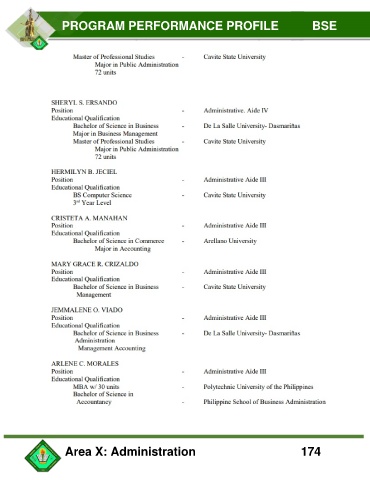 PROGRAM PERFORMANCE PROFILE BSE
Master of Professional Studies - Cavite State University
Major in Public Administration
72 units
SHERYL S. ERSANDO
Position - Administrative. Aide IV
Educational Qualification
Bachelor of Science in Business - De La Salle University- Dasmariñas
Major in Business Management
Master of Professional Studies - Cavite State University
Major in Public Administration
72 units
HERMILYN B. JECIEL
Position - Administrative Aide III
Educational Qualification
BS Computer Science - Cavite State University
3rd Year Level
CRISTETA A. MANAHAN
Position - Administrative Aide III
Educational Qualification
Bachelor of Science in Commerce - Arellano University
Major in Accounting
MARY GRACE R. CRIZALDO
Position - Administrative Aide III
Educational Qualification
Bachelor of Science in Business - Cavite State University
Management
JEMMALENE O. VIADO
Position - Administrative Aide III
Educational Qualification
Bachelor of Science in Business - De La Salle University- Dasmariñas
Administration
Management Accounting
ARLENE C. MORALES
Position - Administrative Aide III
Educational Qualification
MBA w/ 30 units - Polytechnic University of the Philippines
Bachelor of Science in
Accountancy - Philippine School of Business Administration
Area X: Administration 174